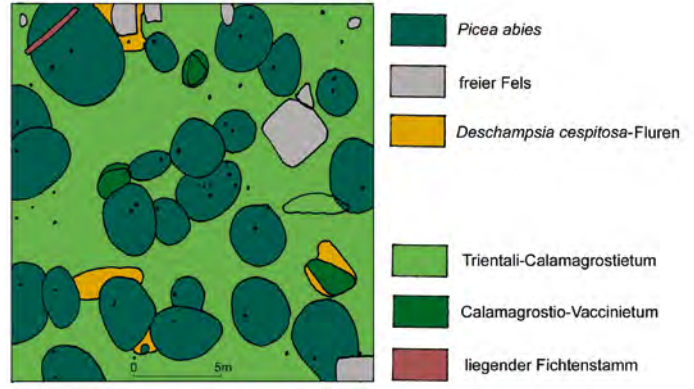 Picea abies
freier Fels
Deschampsia cespitosa-Fluren
Trientali-Calamagrostietum
Calamagrostio-Vaccinietum
liegender Fichtenstamm
0 5m